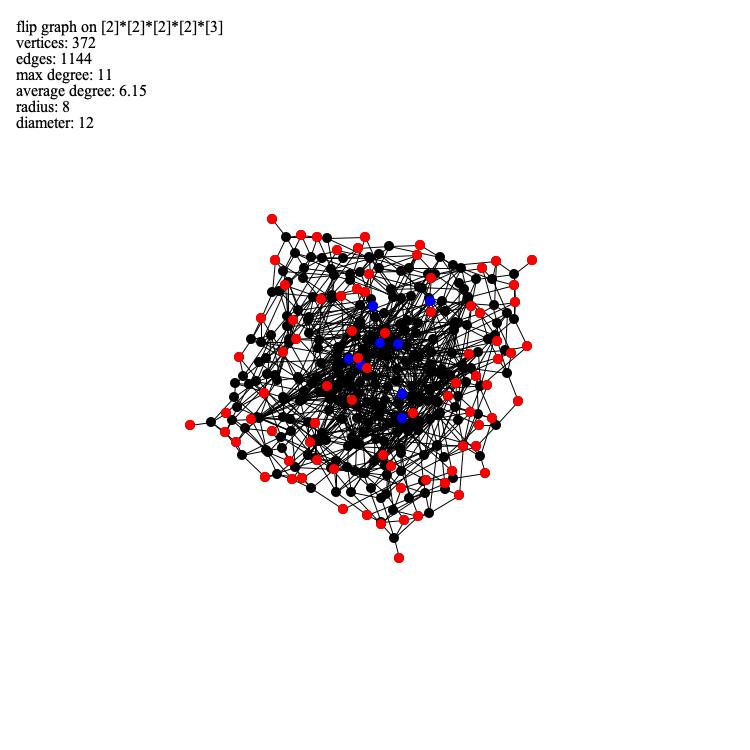 flip graph on [2]*[2]*[2]*[2]*[3]
vertices: 372
edges: 1144
max degree: 11
average degree: 6.15
radius: 8
diameter: 12